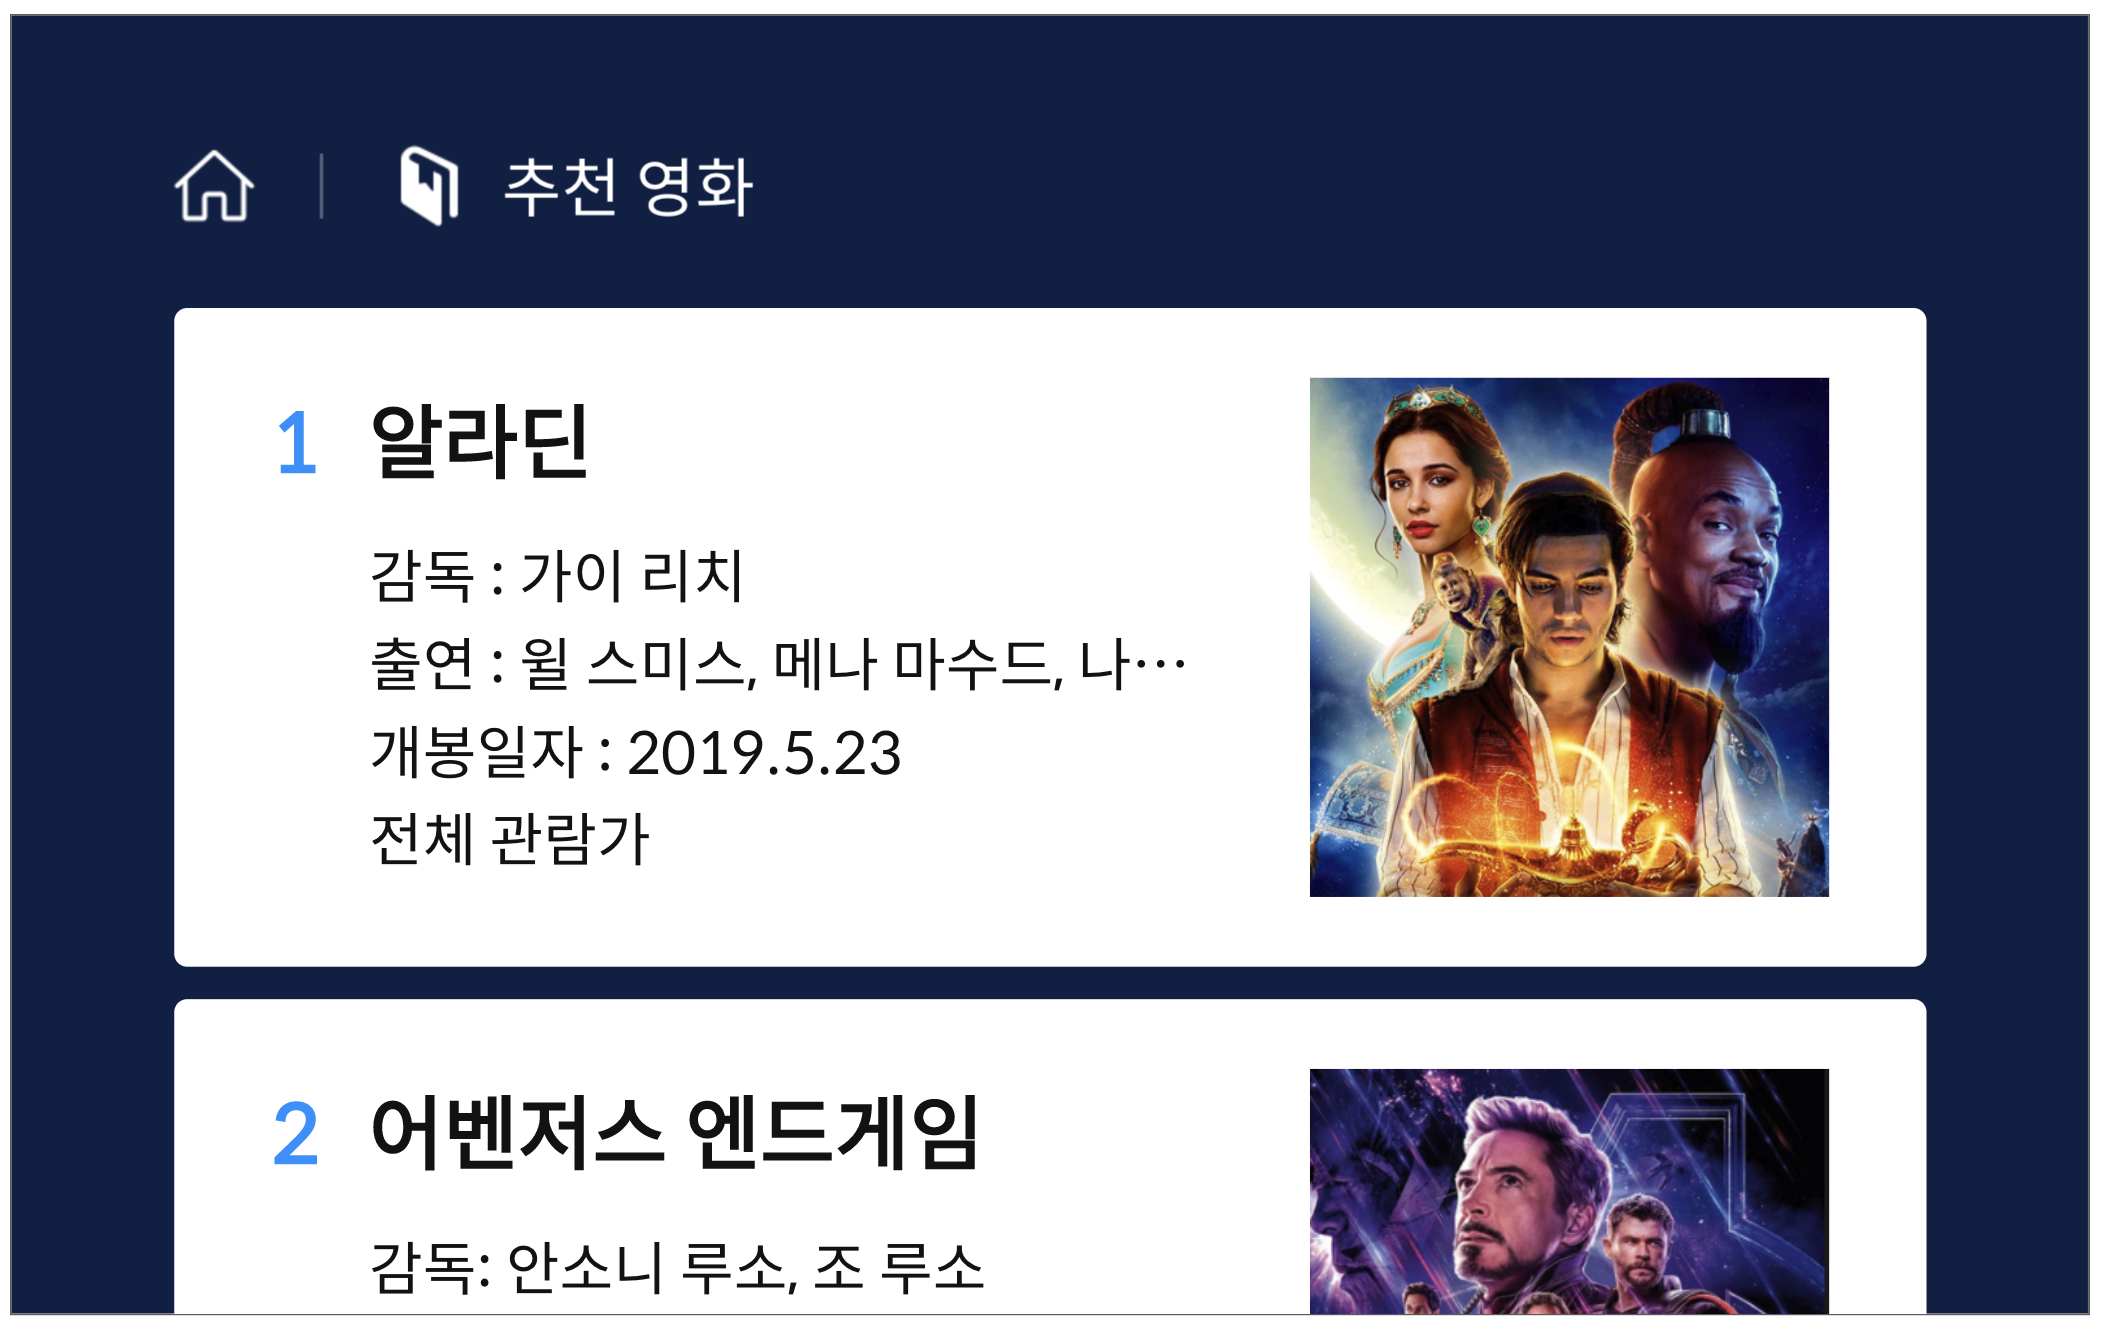 추천 영화
1 알라딘
감독 : 가이 리치
출연 : 윌 스미스, 메나 마수드, 나…
개봉일자 : 2019.5.23
전체 관람가
2 어벤저스 엔드게임
감독: 안소니 루소, 조 루소